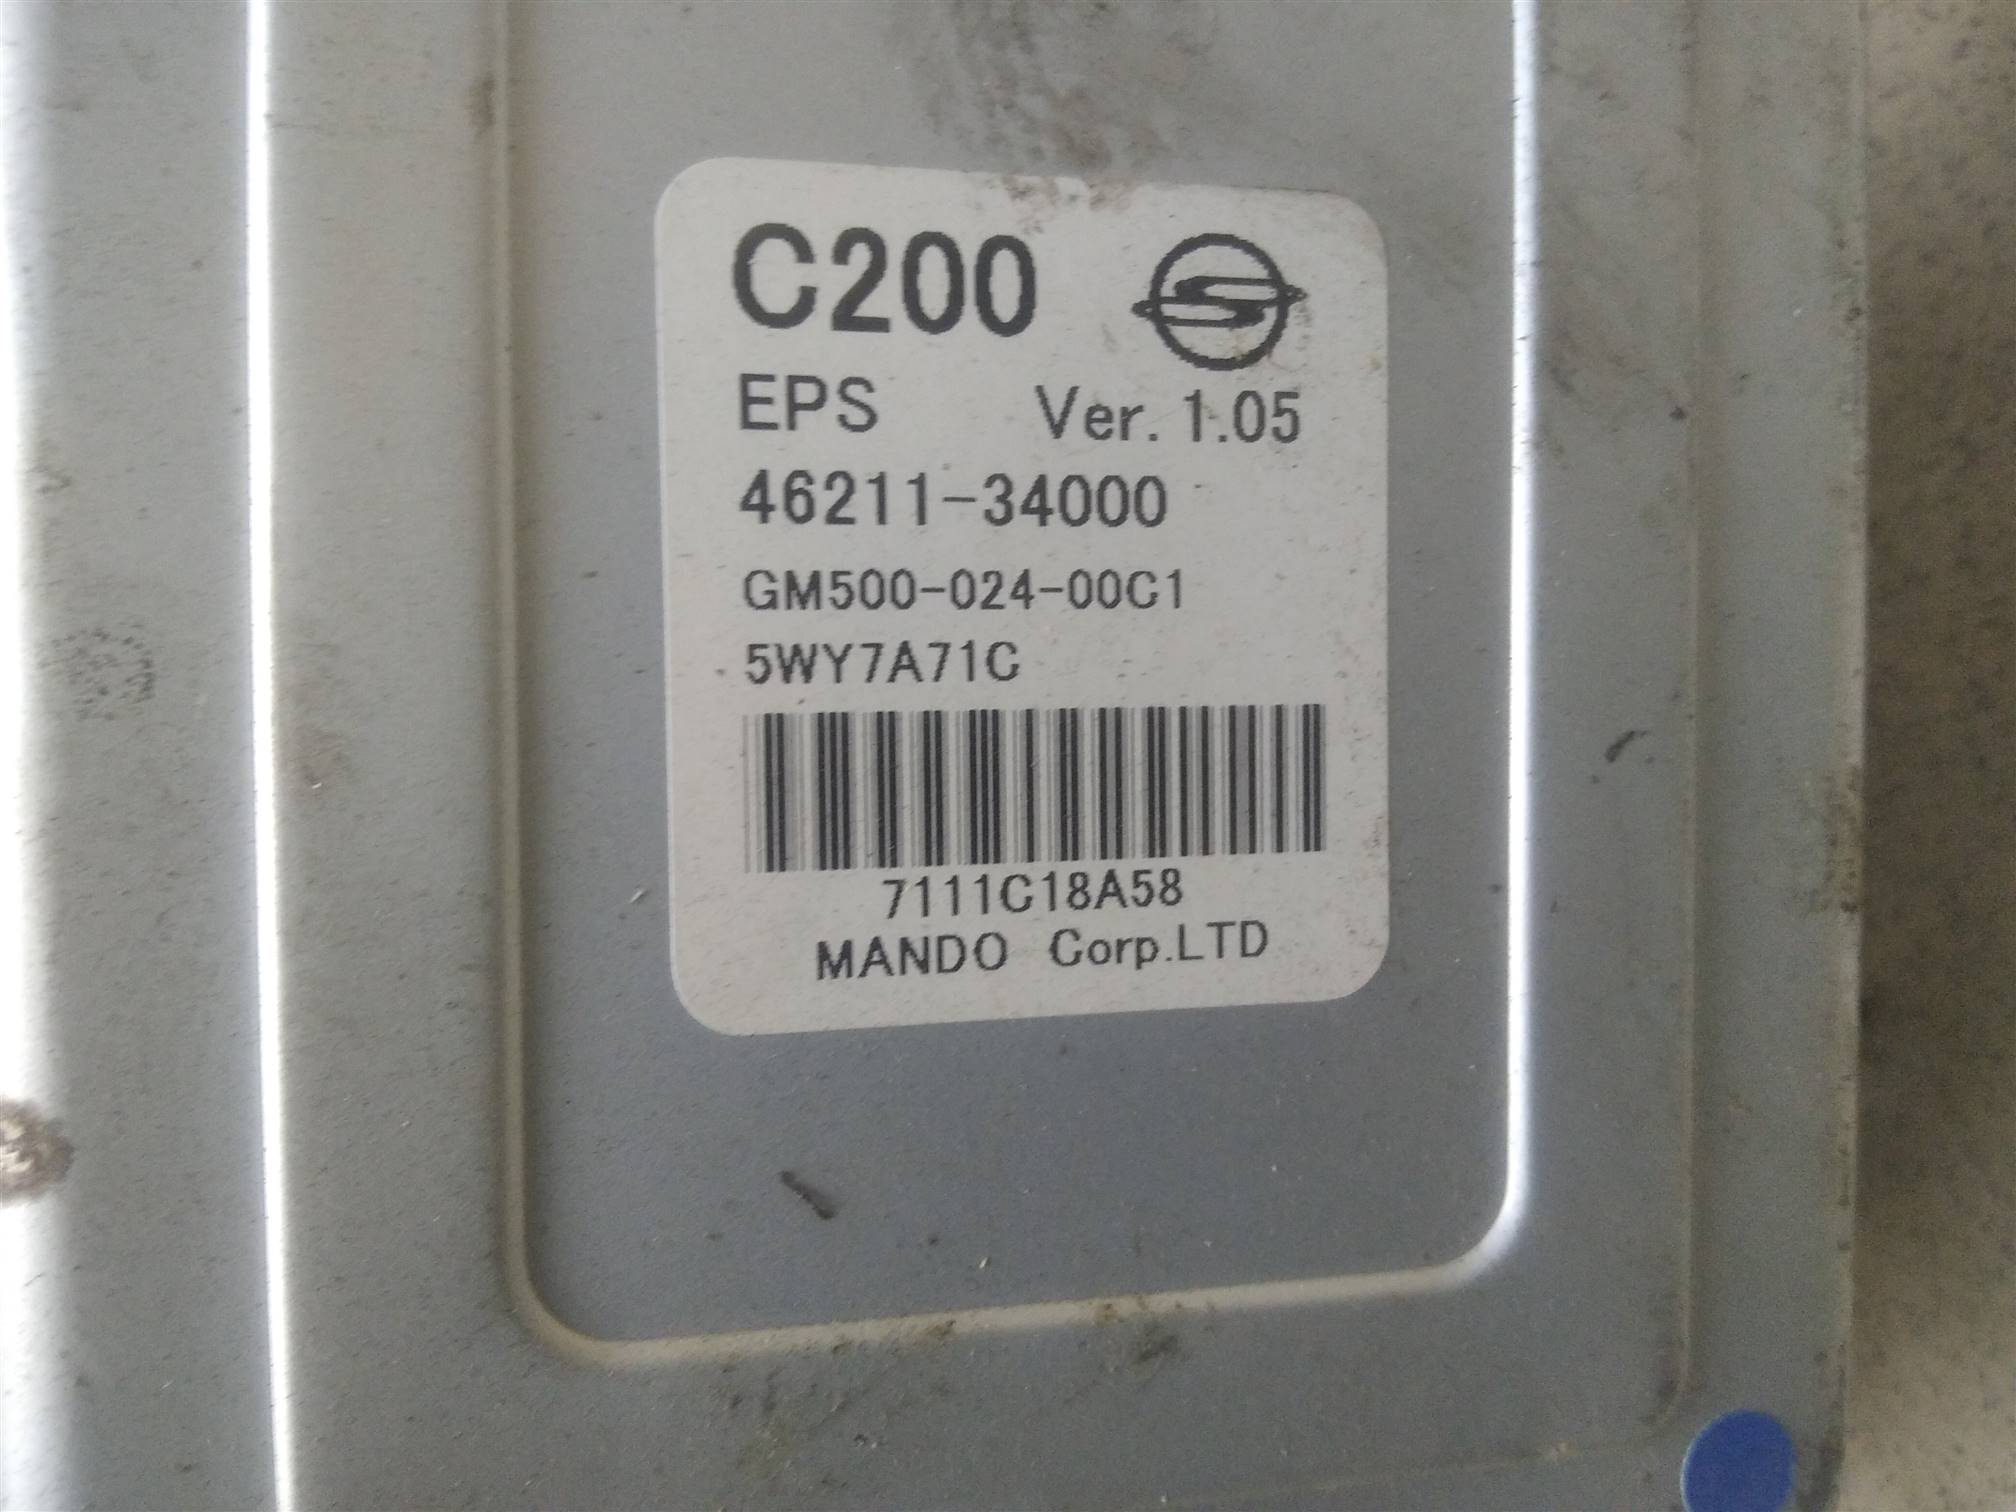 C200
EPS Ver. 1.05
46211-34000
GM500-024-00C1
5WY7A71C
7111C18A58
MANDO Corp.LTD